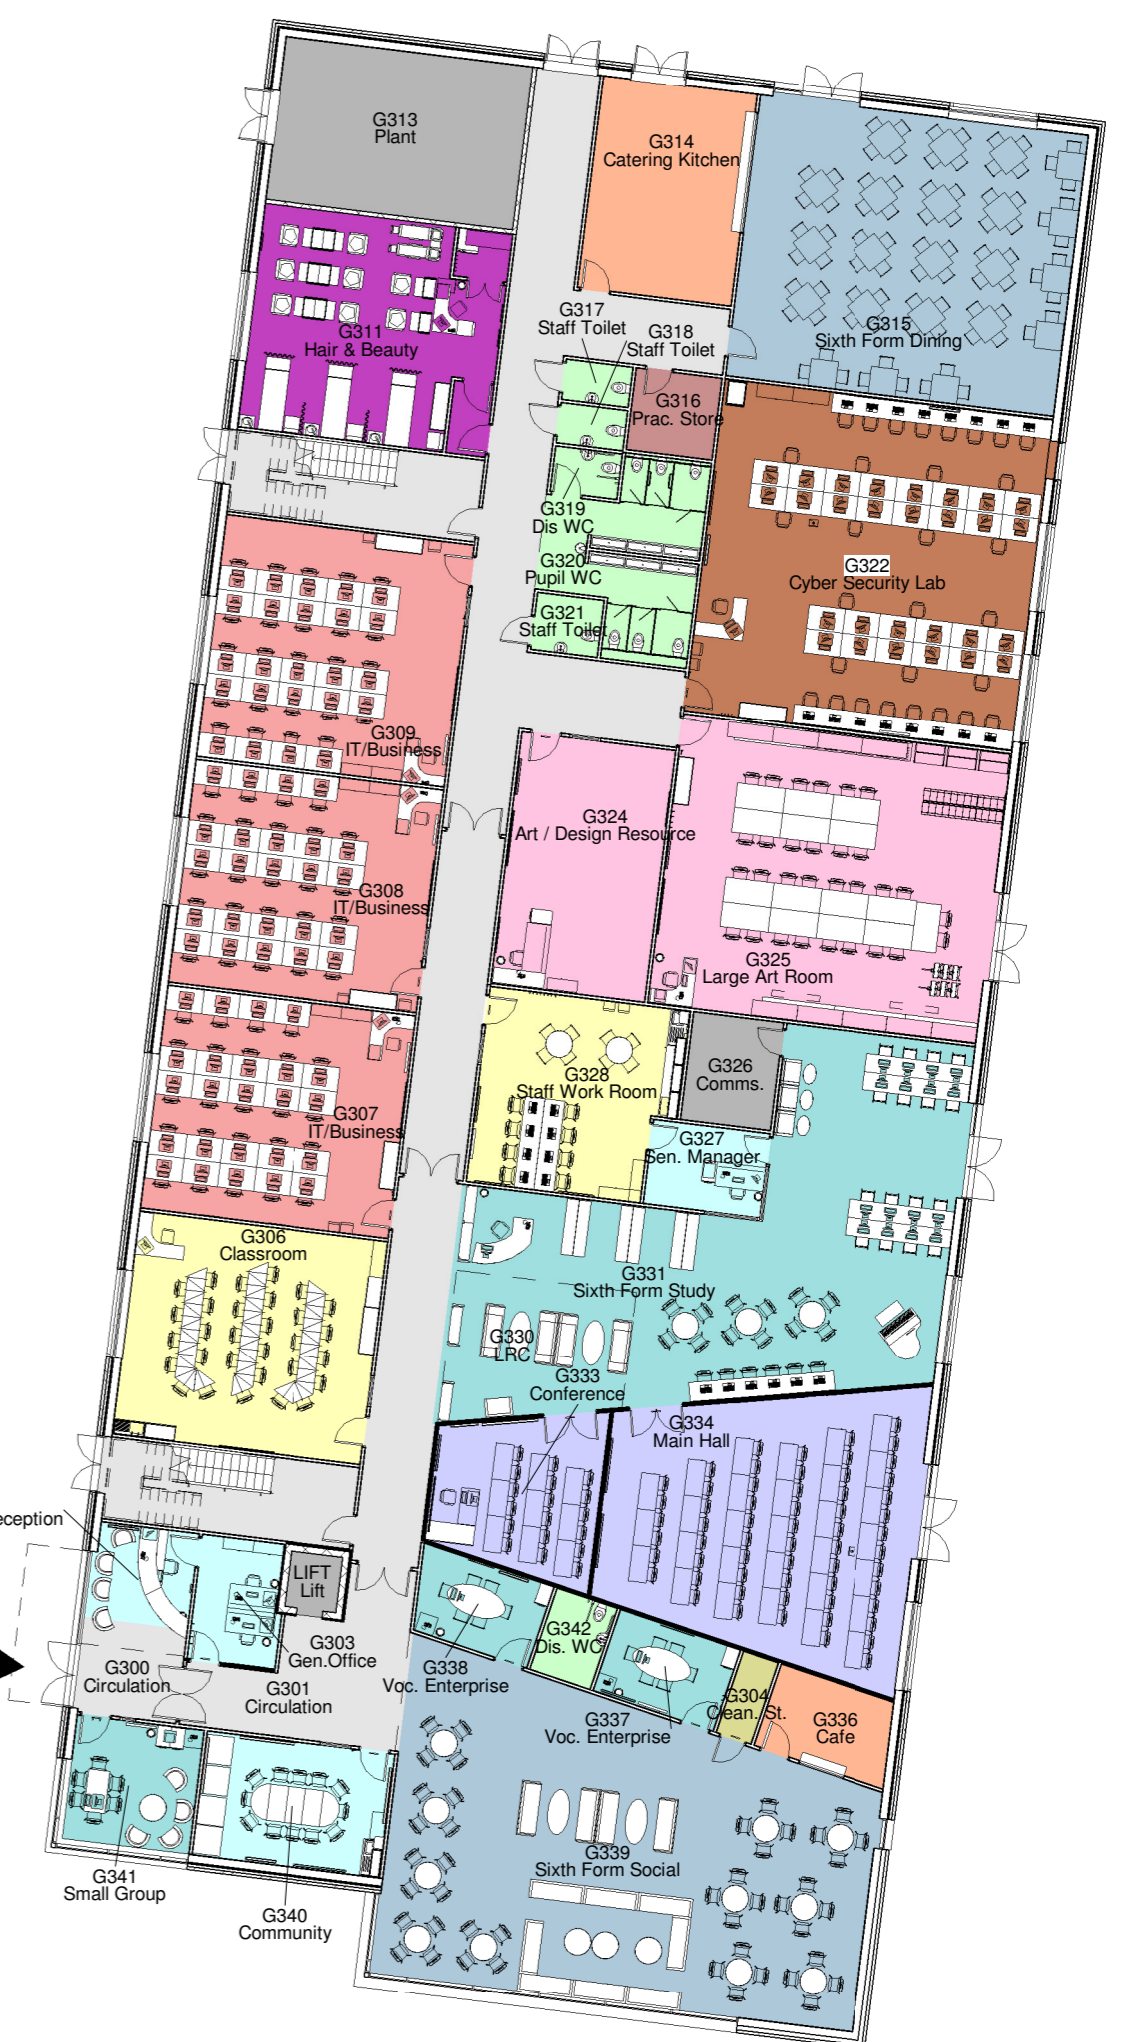 G313
Plant
G314
Catering Kitchen
G317
Staff Toilet
G318
Staff Toilet
G315
Sixth Form Dining
G311
Hair & Beauty
G316
Prac. Store
G319
Dis WC
G320
Pupil WC
G322
Cyber Security Lab
G321
Staff Toilet
G309
IT/Business
G324
Art / Design Resource
G308
IT/Business
G325
Large Art Room
G328
Staff Work Room
G326
Comms.
G307
IT/Business
G327
Sen. Manager
G306
Classroom
G331
Sixth Form Study
G330
LRC
G333
Conference
G334
Main Hall
eception
LIFT
Lift
G303
Gen.Office
G342
Dis. WC
G300
Circulation
G301
Circulation
G338
Voc. Enterprise
G337
Voc. Enterprise
G304
Clean. St.
G336
Cafe
G339
Sixth Form Social
G341
Small Group
G340
Community